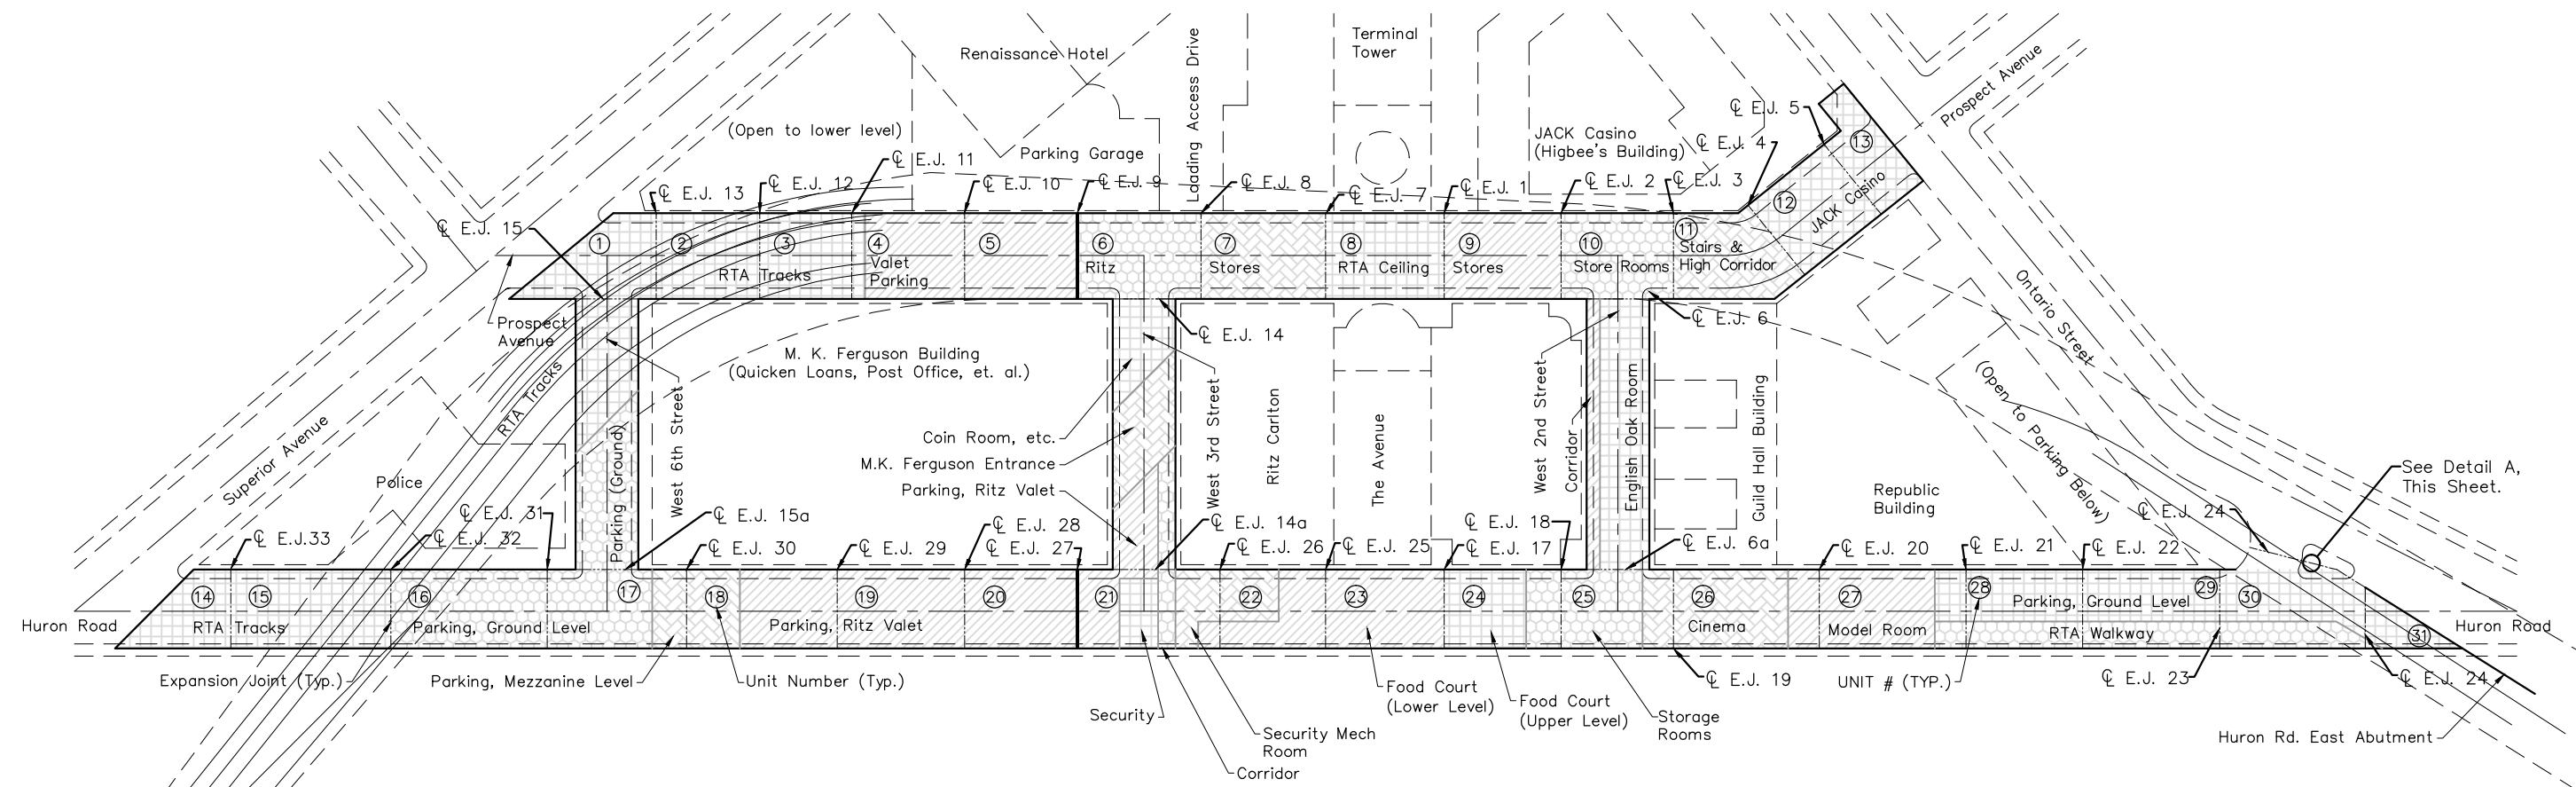 Renaissance Hotel
Loading Access Drive
Terminal
Tower
Prospect Avenue
(Open to lower level)
Parking Garage
JACK Casino
(Higbee's Building)
℄ E.J. 5
℄ E.J. 4
⑬
℄ E.J. 15
℄ E.J. 13
℄ E.J. 12
℄ E.J. 11
℄ E.J. 10
℄ E.J. 9
℄ E.J. 8
℄ E.J. 7
℄ E.J. 1
℄ E.J. 2
℄ E.J. 3
①
②
③
④
⑤
⑥
⑦
⑧
⑨
⑩
⑪
⑫
JACK Casino
RTA Tracks
Valet
Parking
Ritz
Stores
RTA Ceiling
Stores
Store Rooms
Stairs &
High Corridor
Prospect
Avenue
℄ E.J. 14
℄ E.J. 6
Ontario Street
M. K. Ferguson Building
(Quicken Loans, Post Office, et. al.)
RTA Tracks
Superior Avenue
Police
Parking (Ground)
West 6th Street
Coin Room, etc.
M.K. Ferguson Entrance
Parking, Ritz Valet
West 3rd Street
Ritz Carlton
The Avenue
West 2nd Street
Corridor
English Oak Room
Guild Hall Building
Republic
Building
(Open to Parking Below)
See Detail A,
This Sheet.
℄ E.J.33
℄ E.J. 32
℄ E.J. 31
℄ E.J. 15a
℄ E.J. 30
℄ E.J. 29
℄ E.J. 28
℄ E.J. 27
℄ E.J. 14a
℄ E.J. 26
℄ E.J. 25
℄ E.J. 18
℄ E.J. 17
℄ E.J. 6a
℄ E.J. 20
℄ E.J. 21
℄ E.J. 22
℄ E.J. 24
⑭
⑮
⑯
⑰
⑱
⑲
⑳
㉑
㉒
㉓
㉔
㉕
㉖
㉗
㉘
㉙
㉚
㉛
Huron Road
RTA Tracks
Parking, Ground Level
Parking, Ritz Valet
Cinema
Model Room
Parking, Ground Level
RTA Walkway
Huron Road
Expansion Joint (Typ.)
Parking, Mezzanine Level
Unit Number (Typ.)
Security
Security Mech
Room
Corridor
Food Court
(Lower Level)
Food Court
(Upper Level)
Storage
Rooms
℄ E.J. 19
UNIT # (TYP.)
℄ E.J. 23
℄ E.J. 24
Huron Rd. East Abutment